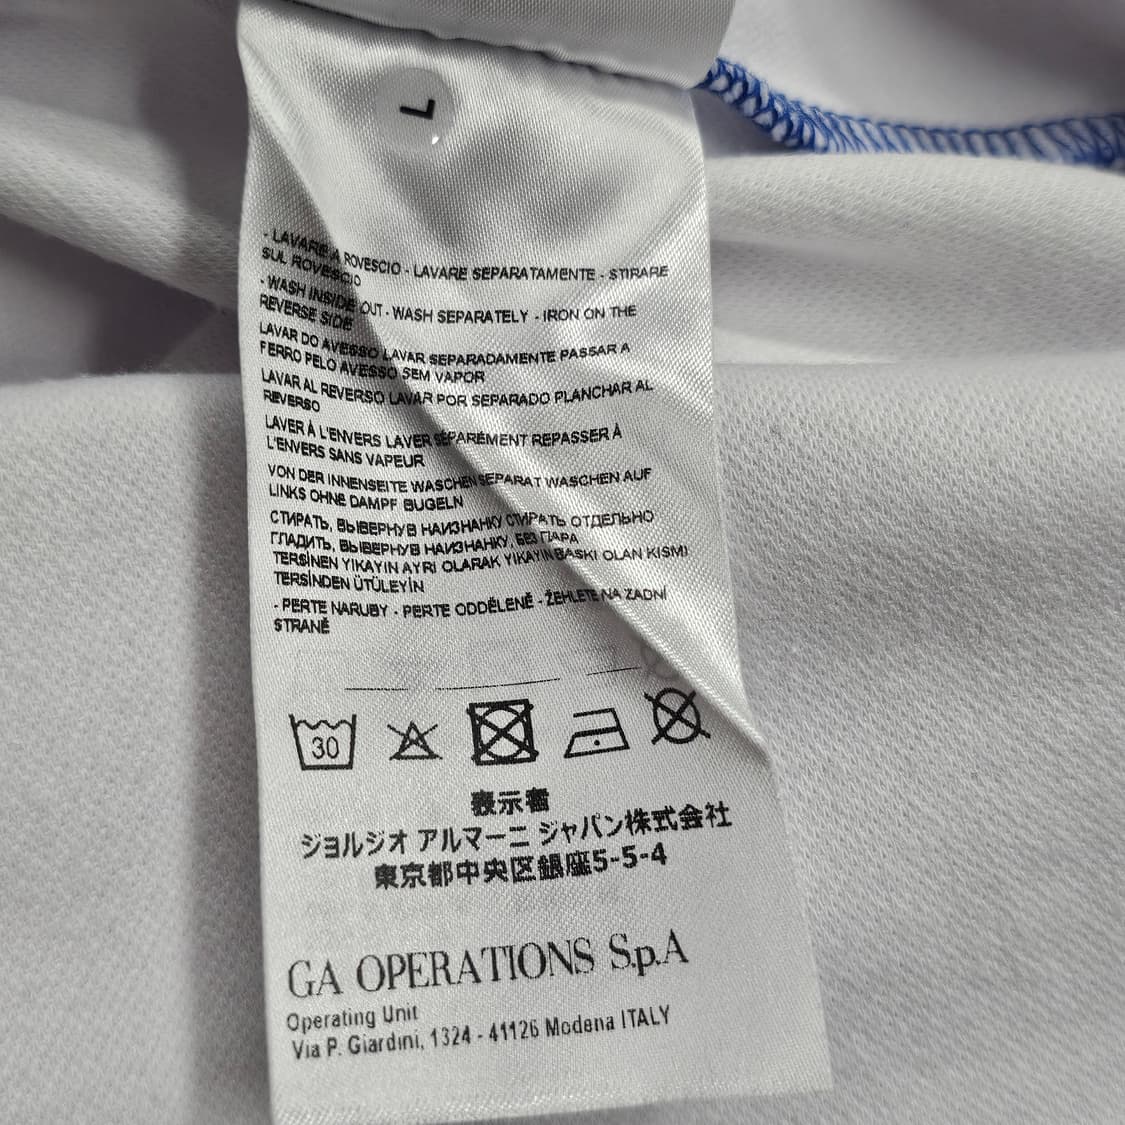 L
- LAVARE A ROVESCIO - LAVARE SEPARATAMENTE - STIRARE
SUL ROVESCIO
- WASH INSIDE OUT - WASH SEPARATELY - IRON ON THE
REVERSE SIDE
LAVAR DO AVESSO LAVAR SEPARADAMENTE PASSAR A
FERRO PELO AVESSO SEM VAPOR
LAVAR AL REVERSO LAVAR POR SEPARADO PLANCHAR AL
REVERSO
LAVER À L'ENVERS LAVER SÉPARÉMENT REPASSER À
L'ENVERS SANS VAPEUR
VON DER INNENSEITE WASCHEN SEPARAT WASCHEN AUF
LINKS OHNE DAMPF BUGELN
СТИРАТЬ, ВЫВЕРНУВ НАИЗНАНКУ СТИРАТЬ ОТДЕЛЬНО
ГЛАДИТЬ, ВЫВЕРНУВ НАИЗНАНКУ, БЕЗ ПАРА
TERSİNEN YIKAYIN AYRI OLARAK YIKAYIN BASKI OLAN KISMI
TERSİNDEN ÜTÜLEYİN
- PERTE NARUBY - PERTE ODDĚLENĚ - ŽEHLETE NA ZADNÍ
STRANĚ
30
表示者
ジョルジオ アルマーニ ジャパン株式会社
東京都中央区銀座5-5-4
GA OPERATIONS S.p.A
Operating Unit
Via P. Giardini, 1324 - 41126 Modena ITALY